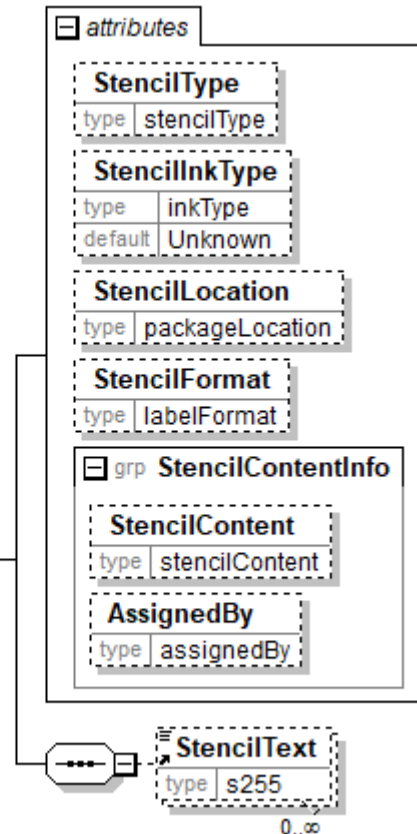 attributes
StencilType
type stencilType
StencilInkType
type inkType
default Unknown
StencilLocation
type packageLocation
StencilFormat
type labelFormat
grp StencilContentInfo
StencilContent
type stencilContent
AssignedBy
type assignedBy
StencilText
type s255
0..∞